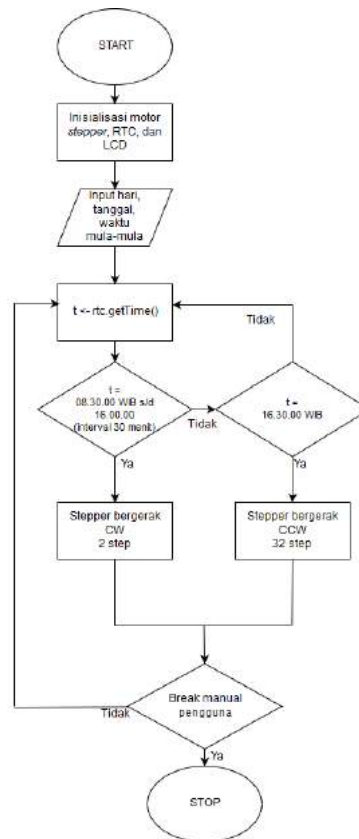 START
Inisialisasi motor
stepper, RTC, dan
LCD
Input hari,
tanggal,
waktu
mula-mula
t <- rtc.getTime()
Tidak
t =
08.30.00 WIB s/d
16.00.00
(interval 30 menit)
Tidak
t =
16.30.00 WIB
Ya
Ya
Stepper bergerak
CW
2 step
Stepper bergerak
CCW
32 step
Break manual
pengguna
Tidak
Ya
STOP